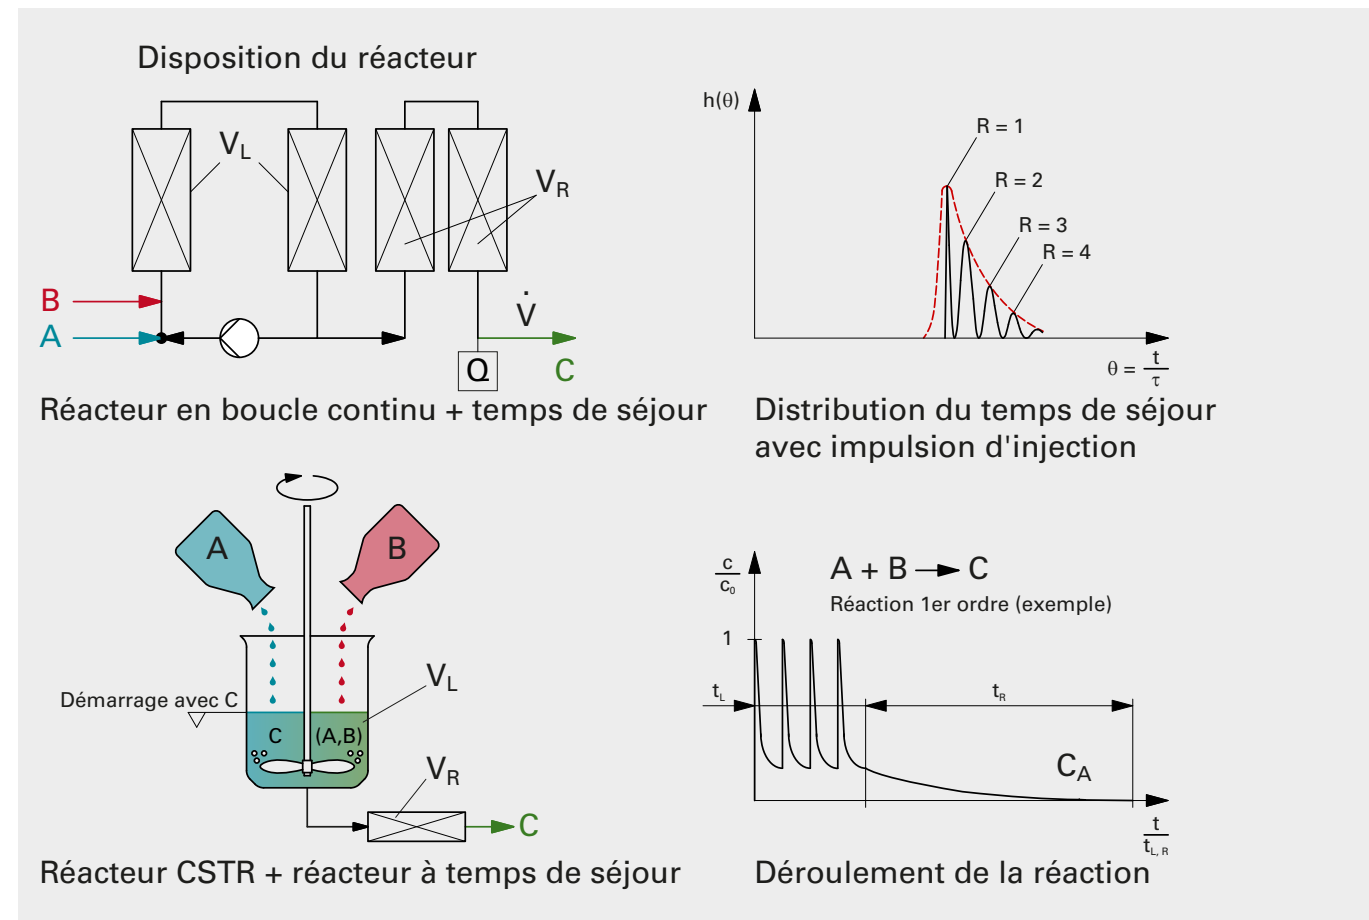 Disposition du réacteur
V_L
V_R
B
A
V̇
Q
C
Réacteur en boucle continu + temps de séjour
h(θ)
R = 1
R = 2
R = 3
R = 4
θ = t/τ
Distribution du temps de séjour
avec impulsion d'injection
A
B
Démarrage avec C
V_L
C
(A,B)
V_R
C
Réacteur CSTR + réacteur à temps de séjour
c/c₀
A + B → C
Réaction 1er ordre (exemple)
1
t_L
t_R
C_A
t/t_L, R
Déroulement de la réaction